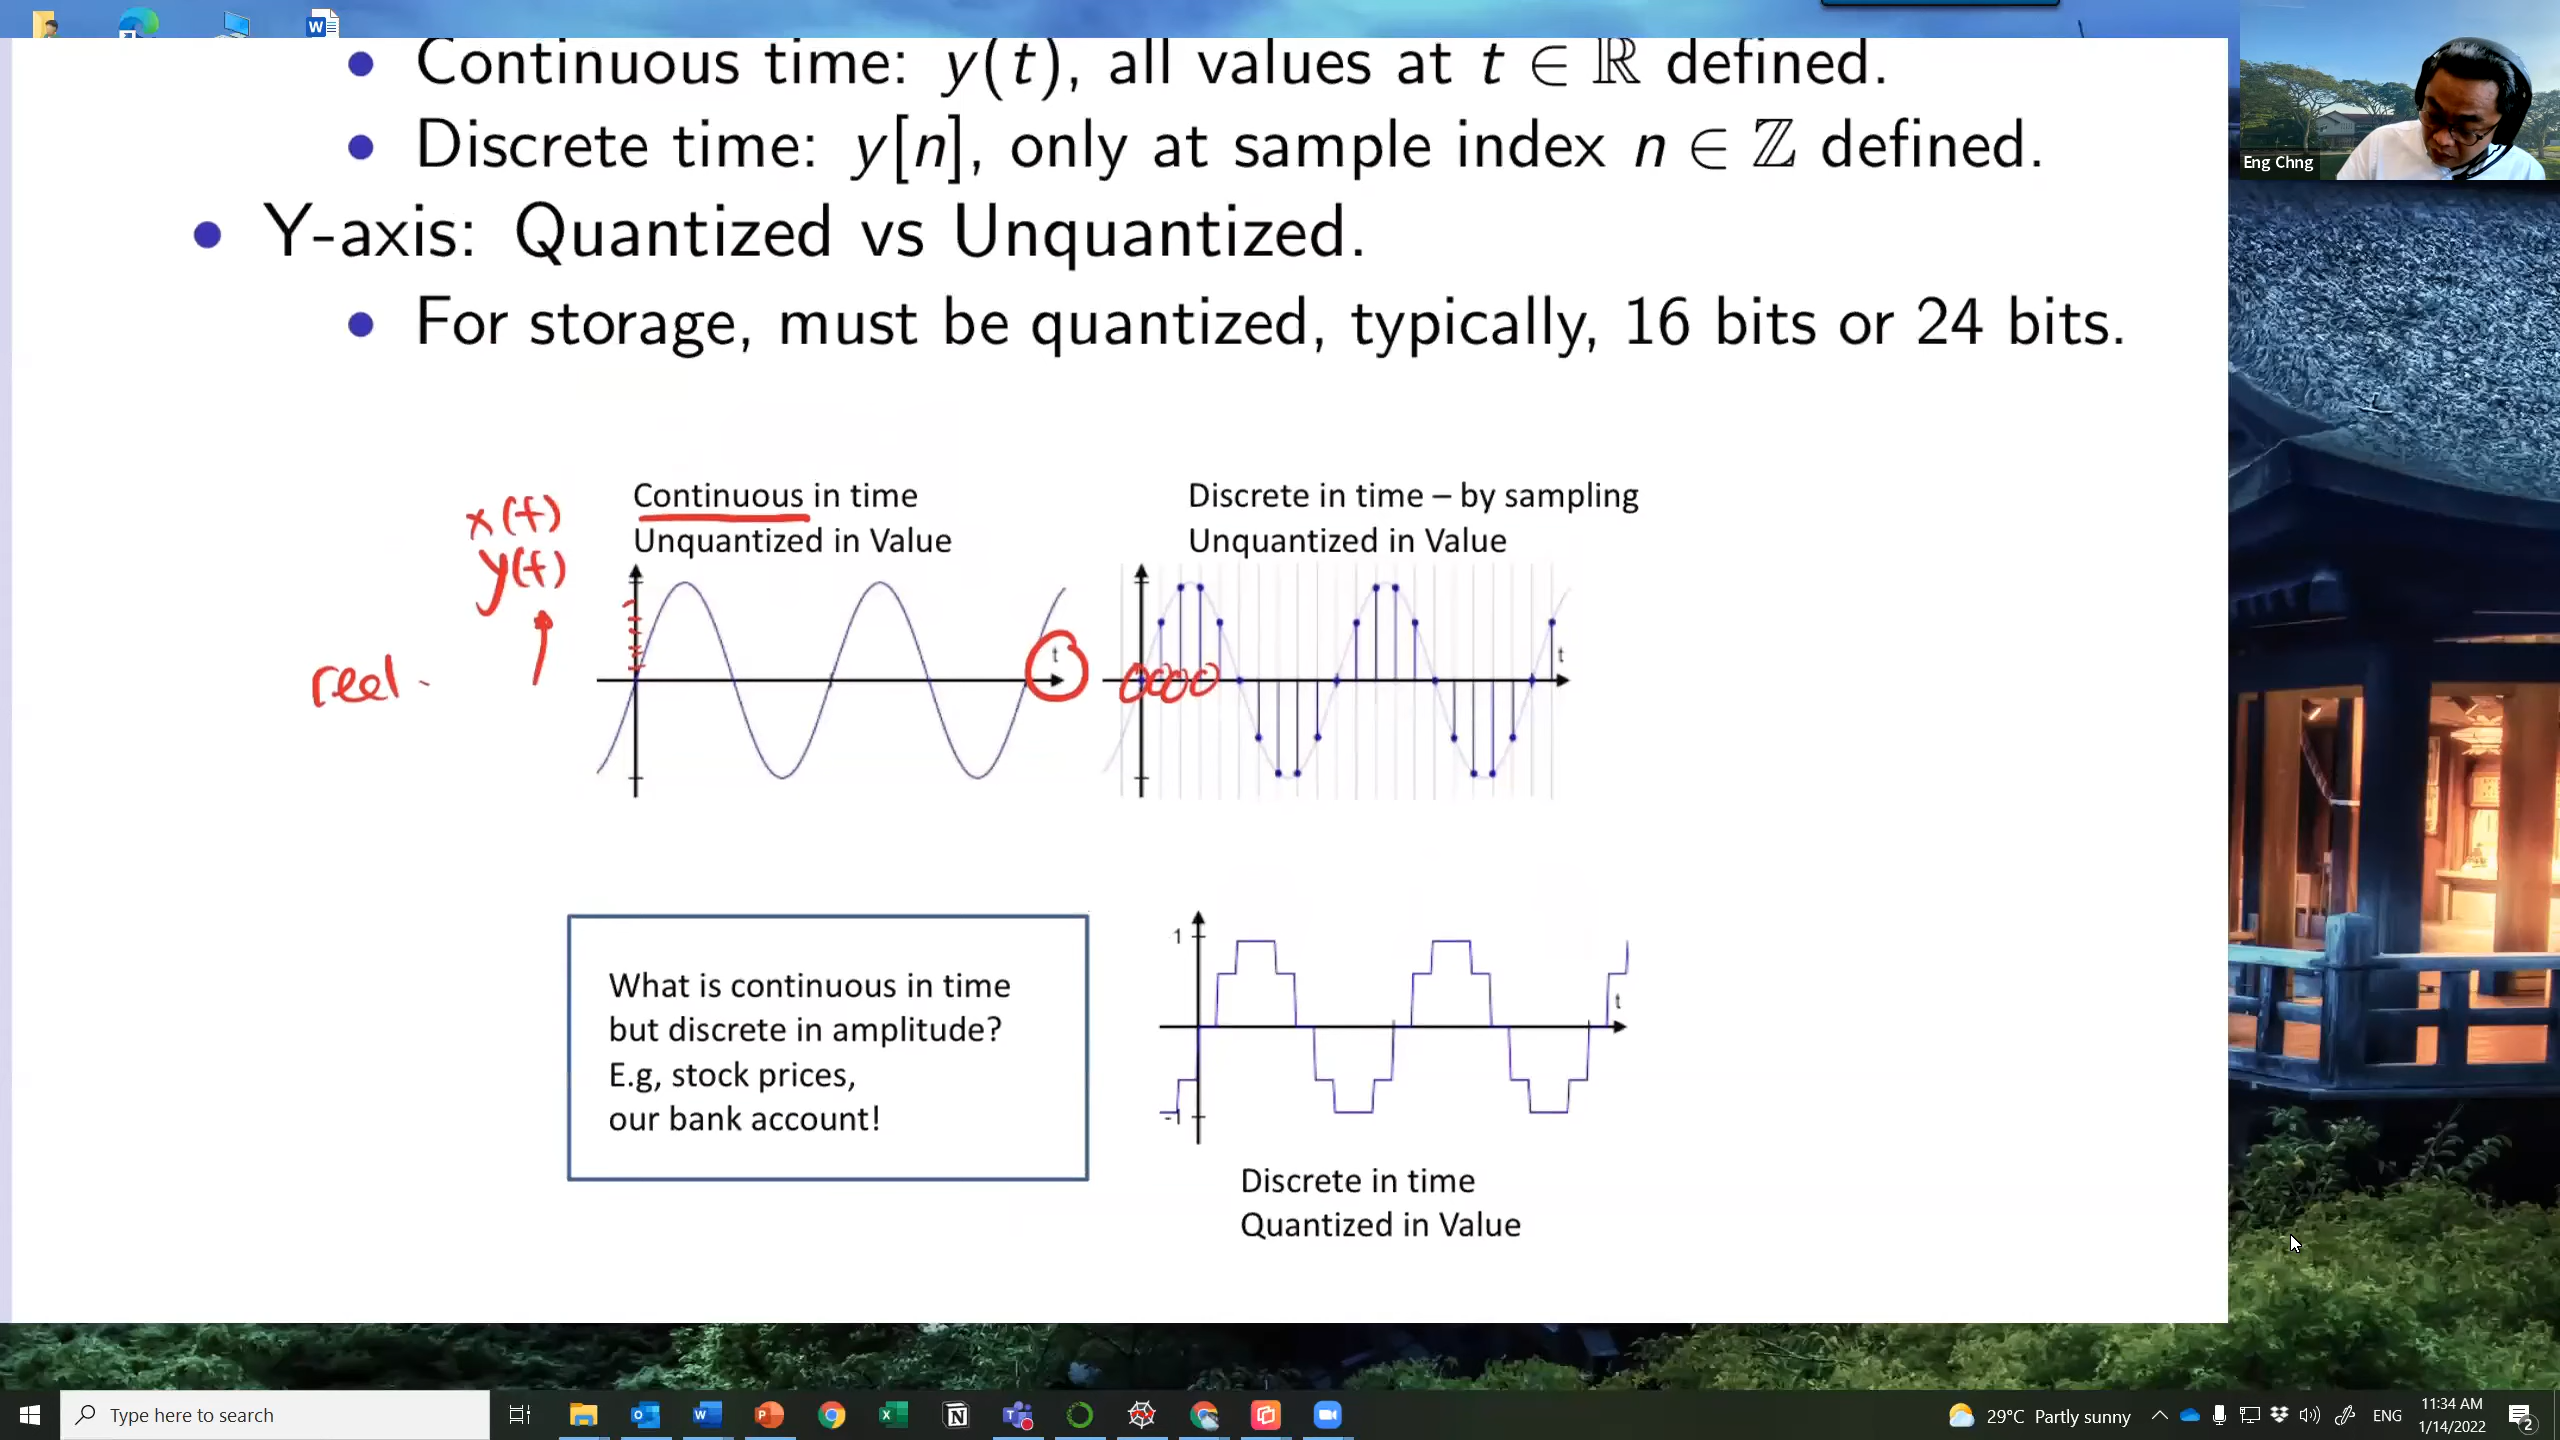 Continuous time: y(t), all values at t ∈ ℝ defined.
Discrete time: y[n], only at sample index n ∈ ℤ defined.
Y-axis: Quantized vs Unquantized.
For storage, must be quantized, typically, 16 bits or 24 bits.
Eng Chng
x(t)
y(t)
real
Continuous in time
Unquantized in Value
t
Discrete in time – by sampling
Unquantized in Value
t
What is continuous in time
but discrete in amplitude?
E.g, stock prices,
our bank account!
1
t
-1
Discrete in time
Quantized in Value
Type here to search
29°C Partly sunny
ENG
11:34 AM
1/14/2022
2